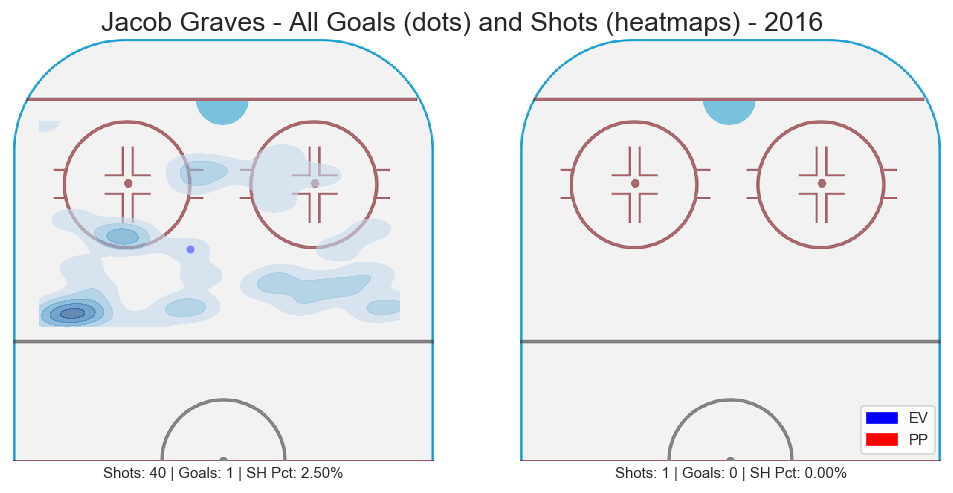 Jacob Graves - All Goals (dots) and Shots (heatmaps) - 2016
EV
PP
Shots: 40 | Goals: 1 | SH Pct: 2.50%
Shots: 1 | Goals: 0 | SH Pct: 0.00%